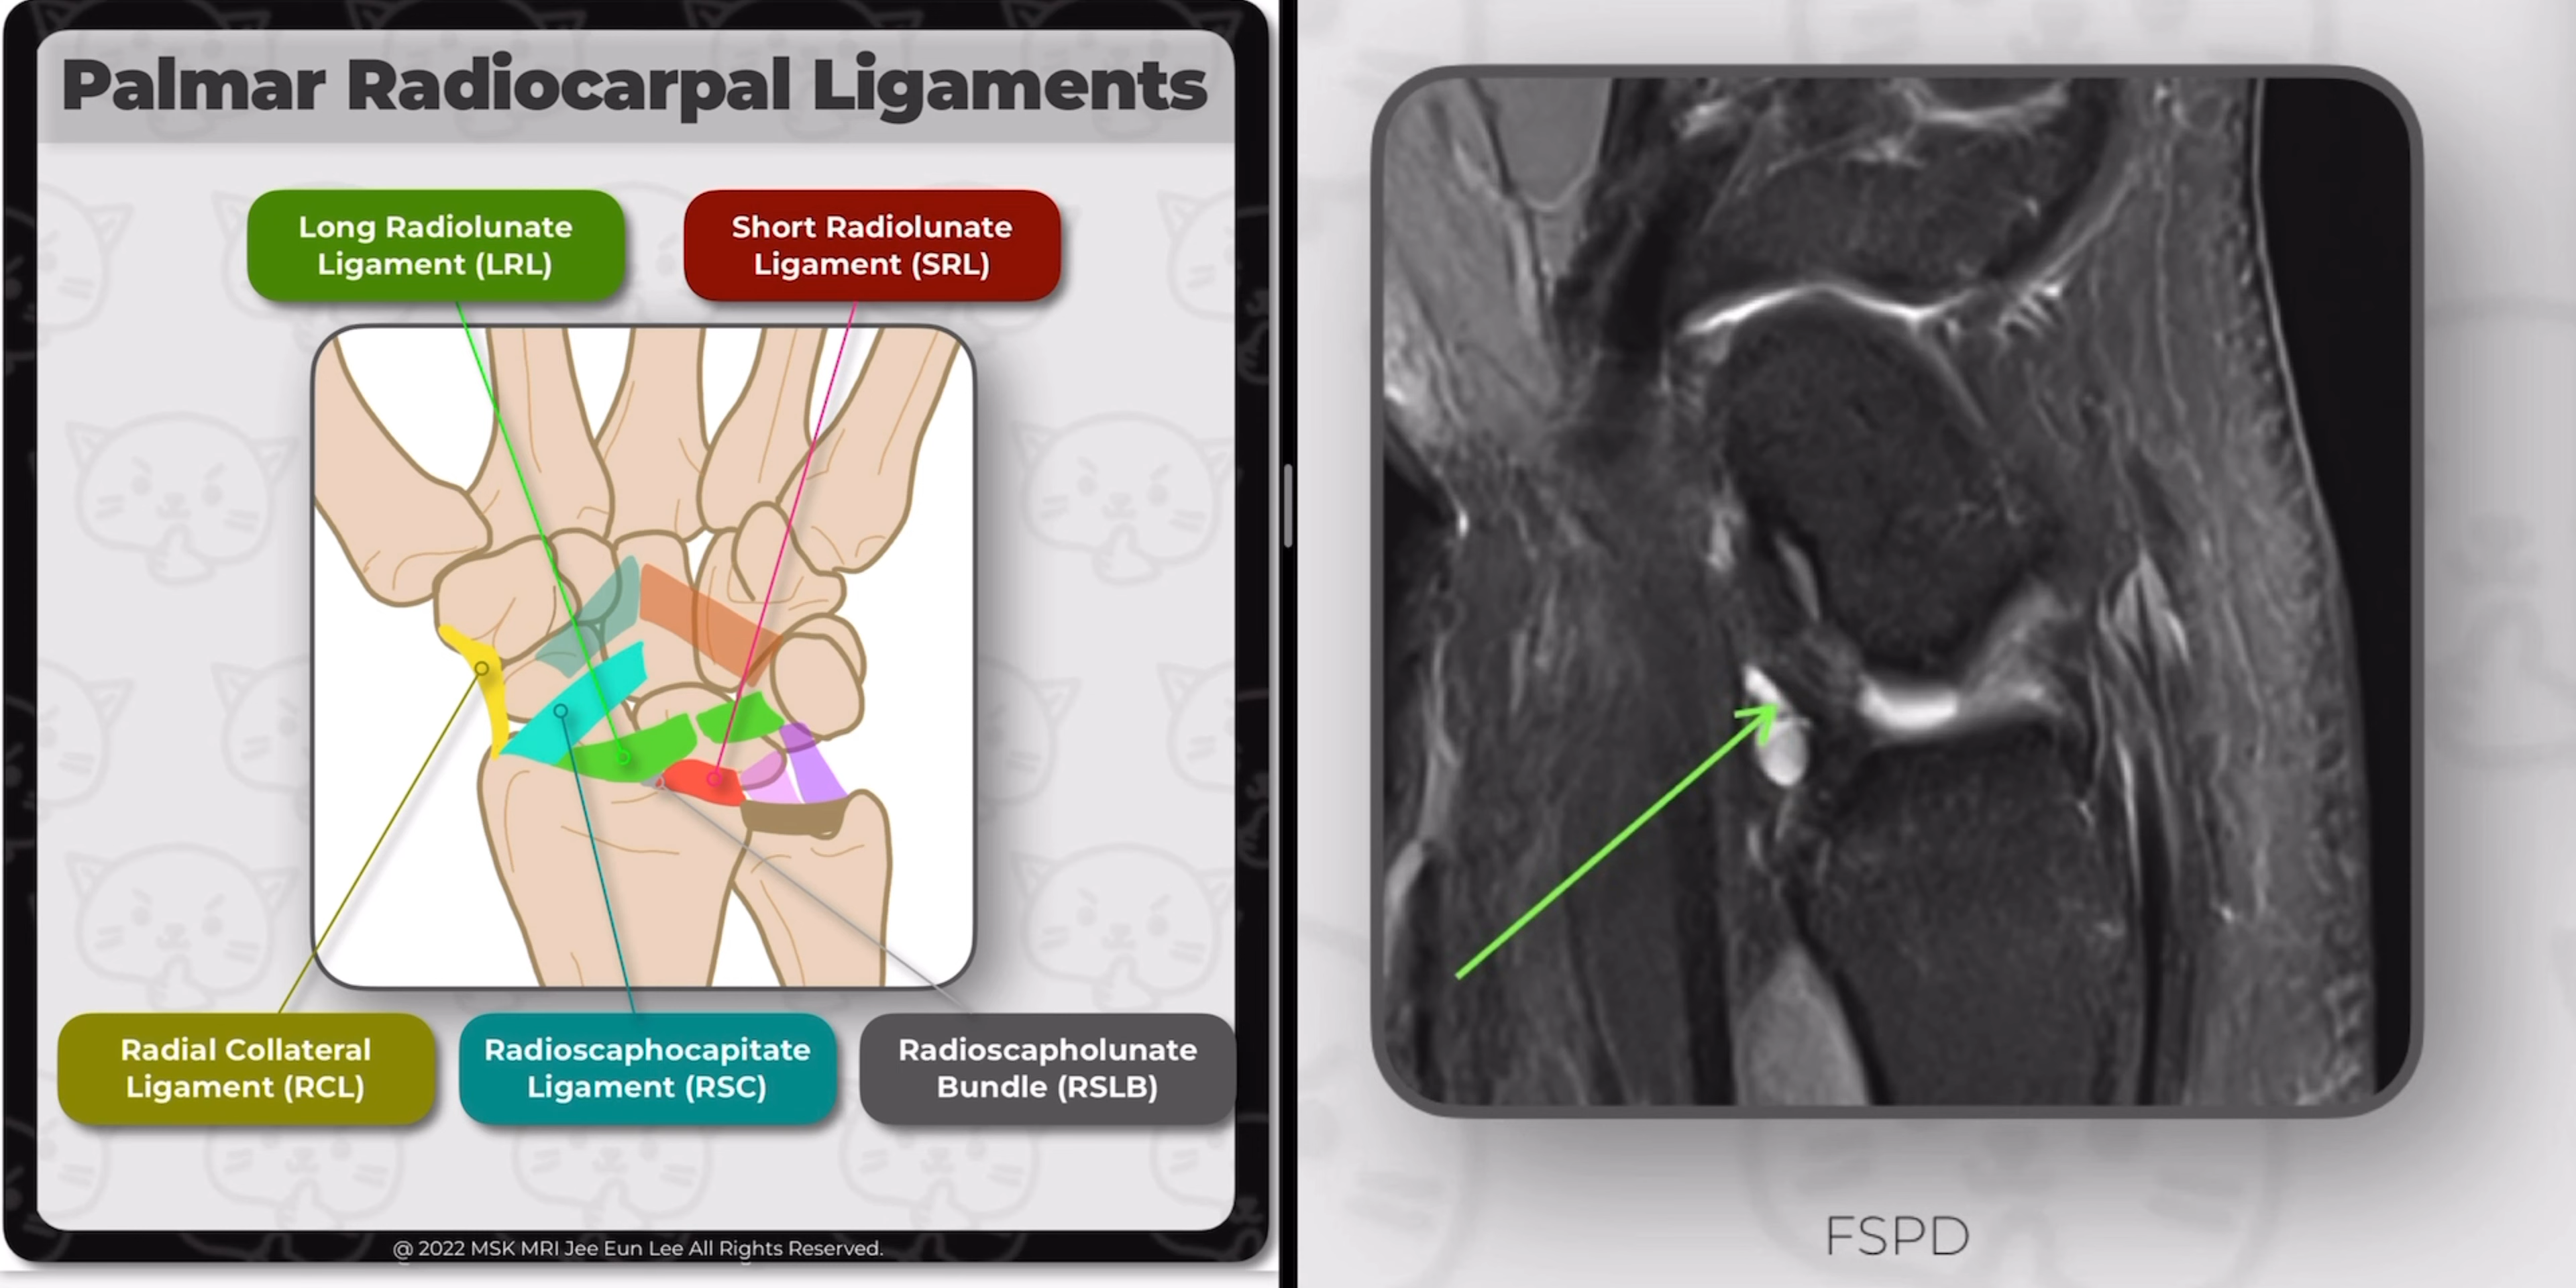 Palmar Radiocarpal Ligaments
Long Radiolunate
Ligament (LRL)
Short Radiolunate
Ligament (SRL)
Radial Collateral
Ligament (RCL)
Radioscaphocapitate
Ligament (RSC)
Radioscapholunate
Bundle (RSLB)
@ 2022 MSK MRI Jee Eun Lee All Rights Reserved.
FSPD